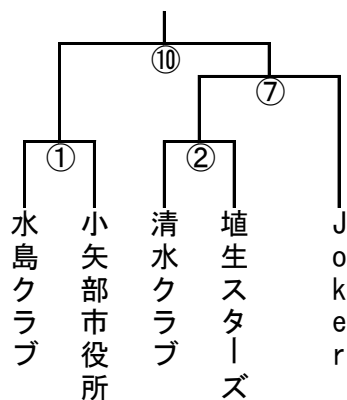 ⑩
⑦
①
②
水島クラブ
小矢部市役所
清水クラブ
埴生スターズ
Joker